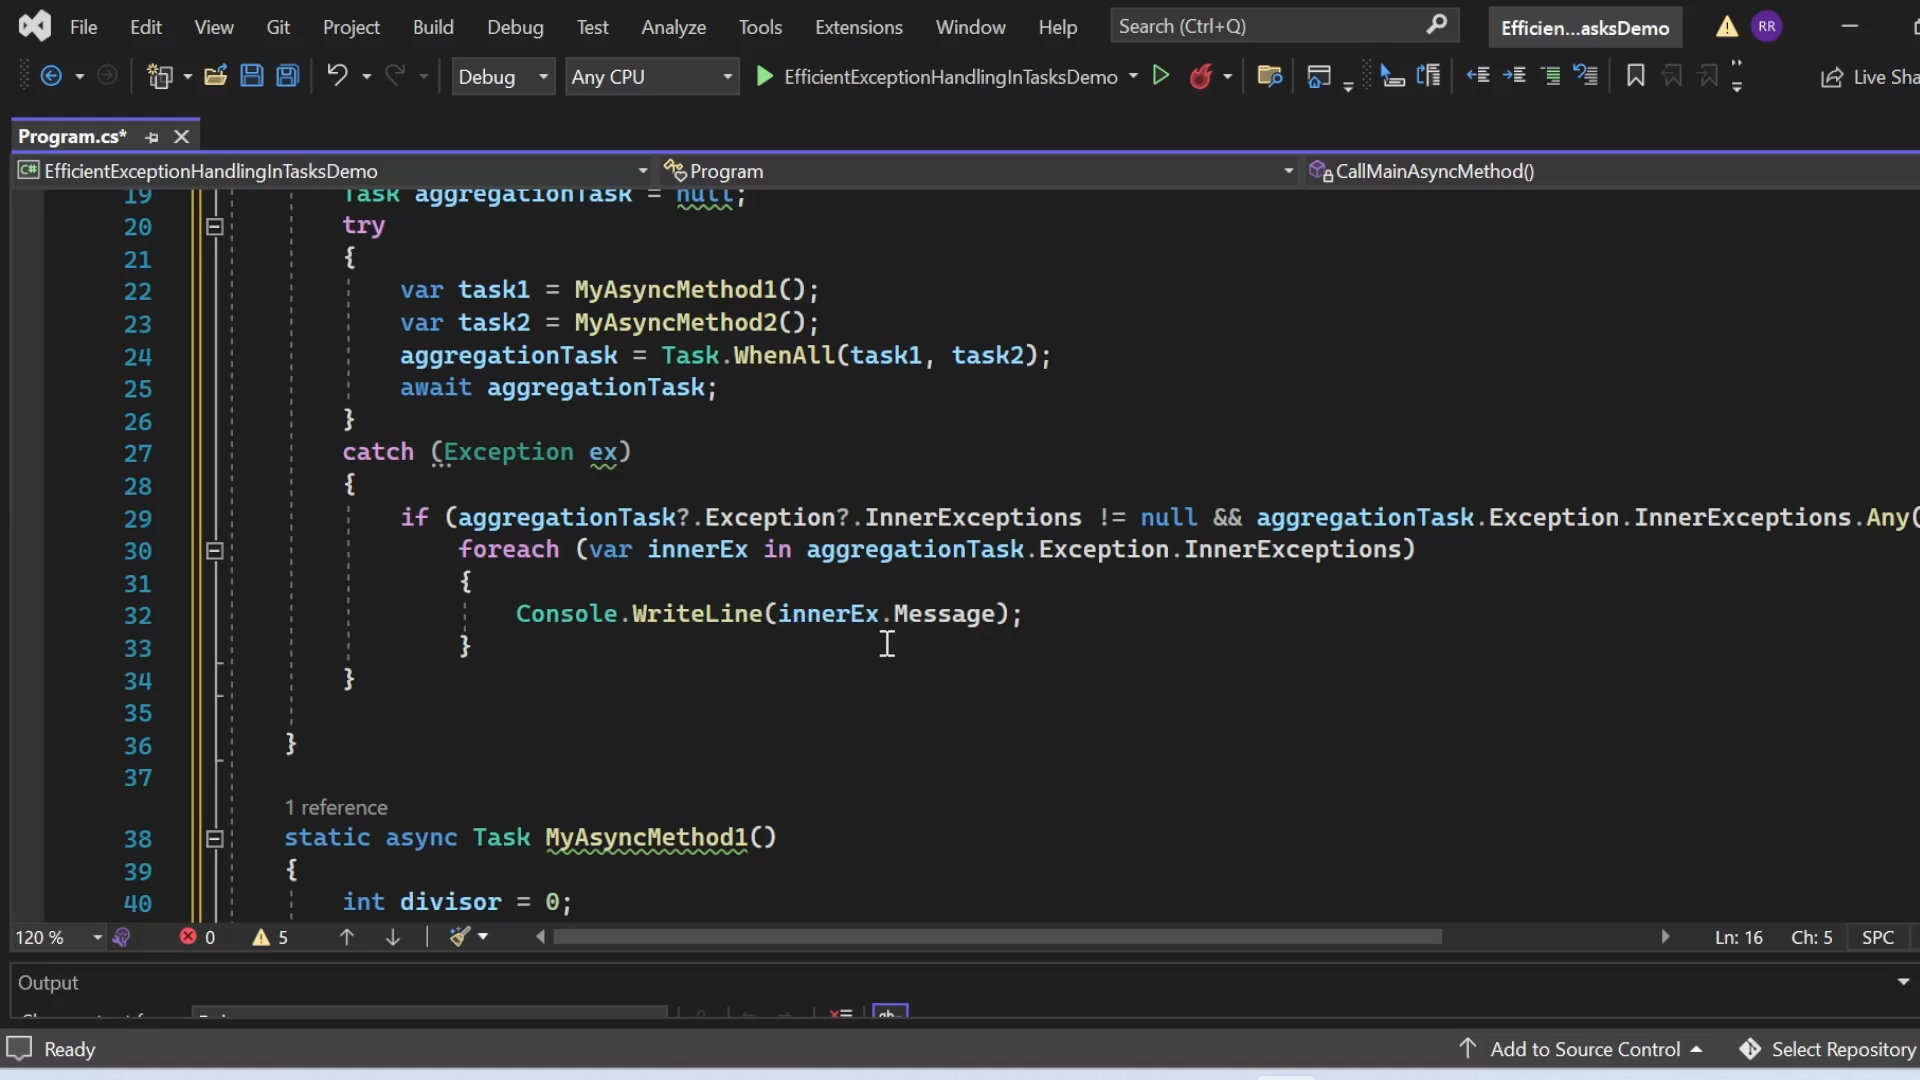 File Edit View Git Project Build Debug Test Analyze Tools Extensions Window Help Search (Ctrl+Q) Efficien...asksDemo RR
Debug Any CPU EfficientExceptionHandlingInTasksDemo Live Sha
Program.cs*
C# EfficientExceptionHandlingInTasksDemo Program CallMainAsyncMethod()
19 Task aggregationTask = null;
20 try
21 {
22 var task1 = MyAsyncMethod1();
23 var task2 = MyAsyncMethod2();
24 aggregationTask = Task.WhenAll(task1, task2);
25 await aggregationTask;
26 }
27 catch (Exception ex)
28 {
29 if (aggregationTask?.Exception?.InnerExceptions != null && aggregationTask.Exception.InnerExceptions.Any(
30 foreach (var innerEx in aggregationTask.Exception.InnerExceptions)
31 {
32 Console.WriteLine(innerEx.Message);
33 }
34 }
35
36 }
37
1 reference
38 static async Task MyAsyncMethod1()
39 {
40 int divisor = 0;
120 % 0 5 Ln: 16 Ch: 5 SPC
Output
Ready Add to Source Control Select Repository